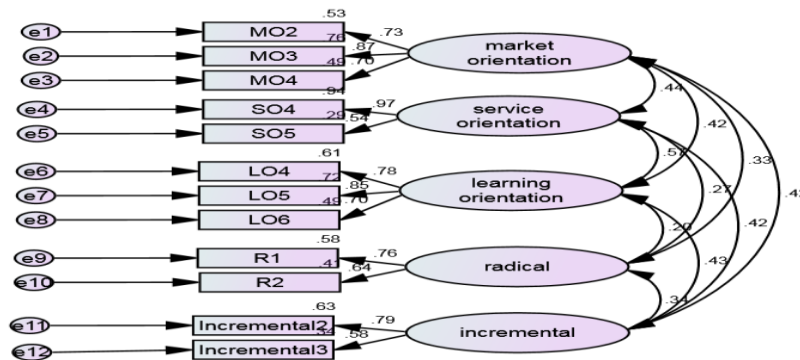 .53
e1 MO2 .73 market
orientation
.76
e2 MO3 .87
.49
e3 MO4 .70
.94
e4 SO4 .97 service
orientation
.29
e5 SO5 .54
.61
e6 LO4 .78 learning
orientation
.72
e7 LO5 .85
.49
e8 LO6 .70
.58
e9 R1 .76 radical
.41
e10 R2 .64
.63
e11 Incremental2 .79 incremental
e12 Incremental3 .58
.44
.42
.33
.27
.42
.43